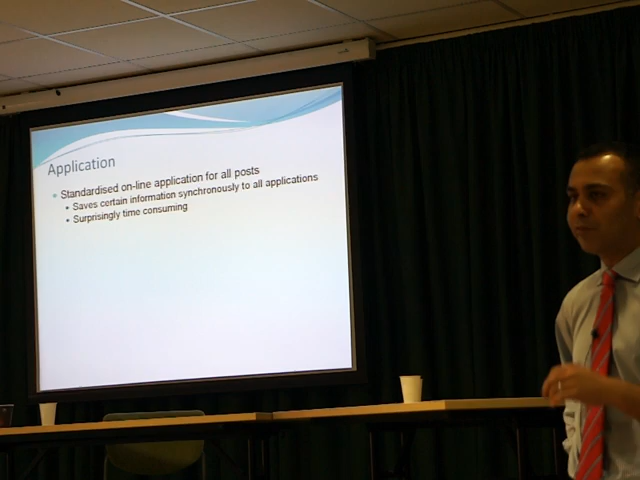 Application
Standardised on-line application for all posts
Saves certain information synchronously to all applications
Surprisingly time consuming